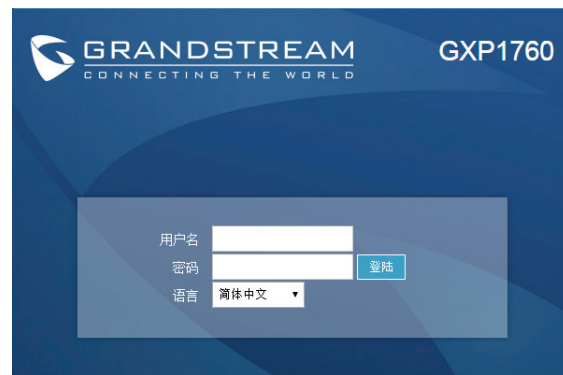 GRANDSTREAM
CONNECTING THE WORLD
GXP1760
用户名
密码
登陆
语言
简体中文